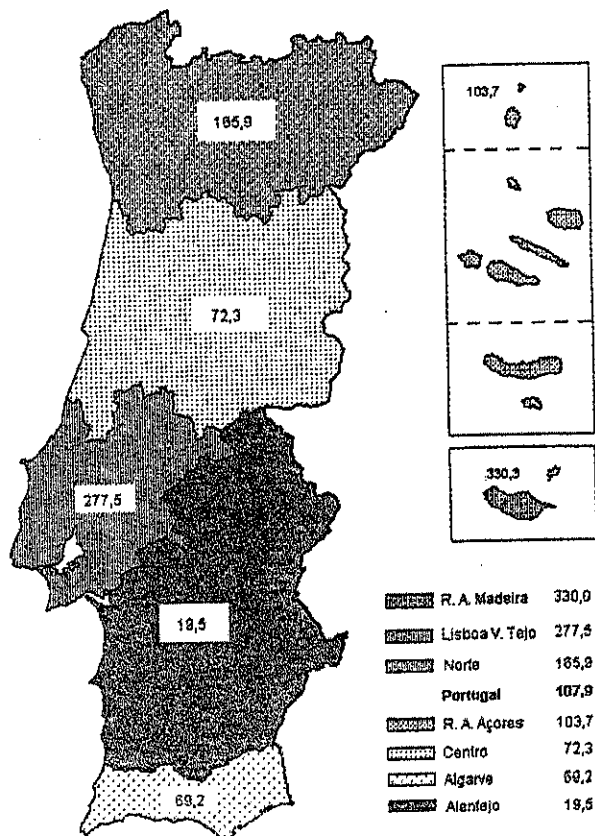 165,9
103,7
72,3
277,5
330,3
19,5
69,2
R. A. Madeira 330,0
Lisboa V. Tejo 277,5
Norte 165,9
Portugal 107,9
R. A. Açores 103,7
Centro 72,3
Algarve 69,2
Alentejo 19,5